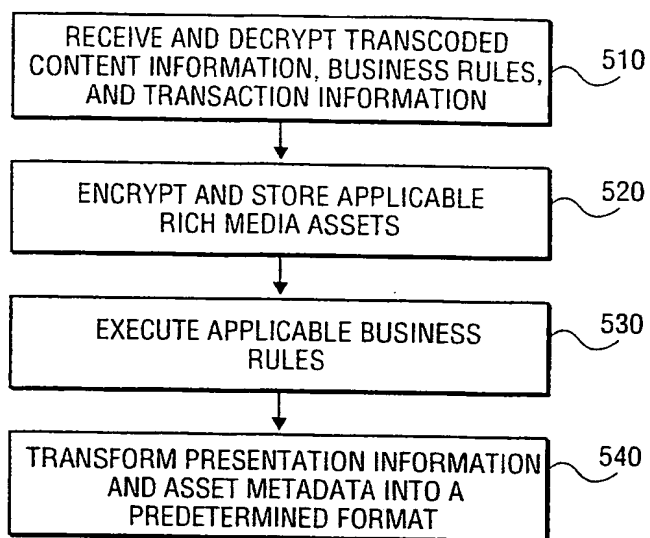 RECEIVE AND DECRYPT TRANSCODED
CONTENT INFORMATION, BUSINESS RULES,
AND TRANSACTION INFORMATION
510
ENCRYPT AND STORE APPLICABLE
RICH MEDIA ASSETS
520
EXECUTE APPLICABLE BUSINESS
RULES
530
TRANSFORM PRESENTATION INFORMATION
AND ASSET METADATA INTO A
PREDETERMINED FORMAT
540